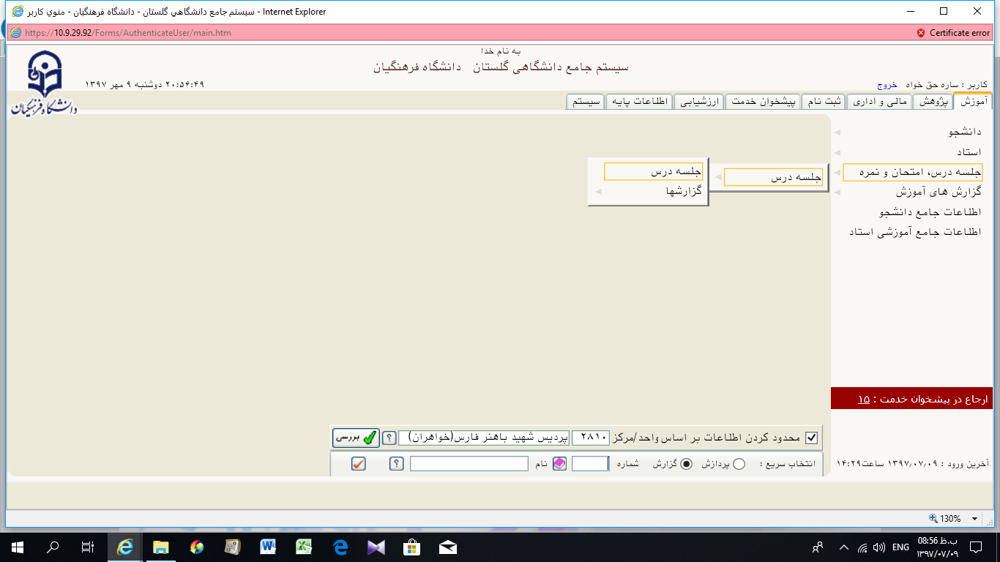 سيستم جامع دانشگاهي گلستان - دانشگاه فرهنگيان - منوي كاربر - Internet Explorer
https://10.9.29.92/Forms/AuthenticateUser/main.htm
Certificate error
به نام خدا
سیستم جامع دانشگاهی گلستان دانشگاه فرهنگیان
کاربر : ساره حق خواه خروج
۲۰:۵۶:۴۹ دوشنبه ۹ مهر ۱۳۹۷
دانشگاه فرهنگیان
آموزش پژوهش مالی و اداری ثبت نام پیشخوان خدمت ارزشیابی اطلاعات پایه سیستم
دانشجو
استاد
جلسه درس، امتحان و نمره
جلسه درس
جلسه درس
گزارشها
گزارش های آموزش
اطلاعات جامع دانشجو
اطلاعات جامع آموزشی استاد
ارجاع در پیشخوان خدمت : ۱۵
محدود کردن اطلاعات بر اساس واحد/مرکز ۲۸۱۰ پردیس شهید باهنر فارس(خواهران) ؟ بررسی
انتخاب سریع : پردازش گزارش شماره نام ؟
آخرین ورود : ۱۳۹۷/۰۷/۰۹ ساعت۱۴:۲۹
130%
ENG
08:56 ب.ظ
۱۳۹۷/۰۷/۰۹